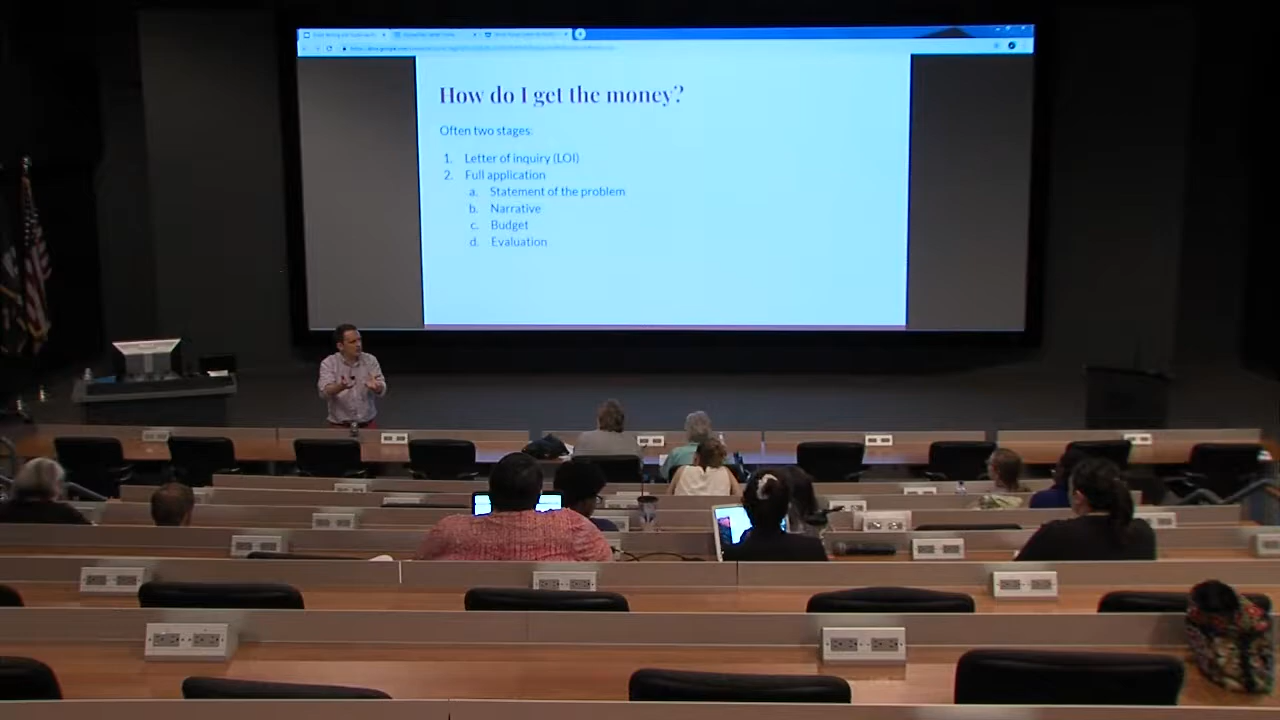 How do I get the money?
Often two stages:
1. Letter of inquiry (LOI)
2. Full application
a. Statement of the problem
b. Narrative
c. Budget
d. Evaluation